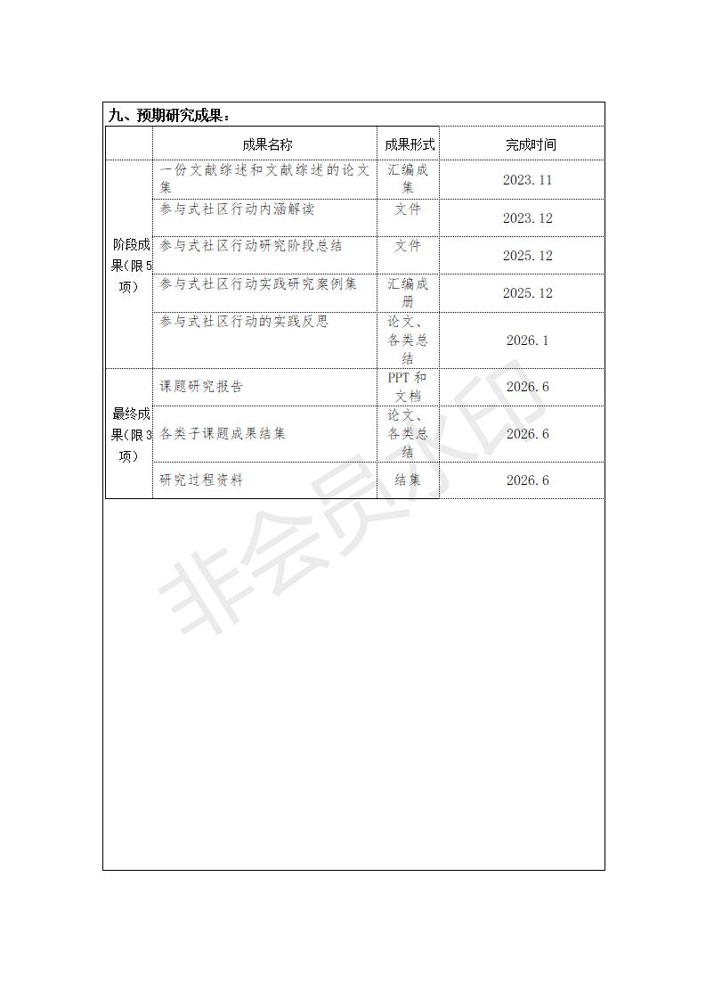 九、预期研究成果：
成果名称 成果形式 完成时间
阶段成果（限5项）
一份文献综述和文献综述的论文集 汇编成集 2023.11
参与式社区行动内涵解读 文件 2023.12
参与式社区行动研究阶段总结 文件 2025.12
参与式社区行动实践研究案例集 汇编成册 2025.12
参与式社区行动的实践反思 论文、各类总结 2026.1
最终成果（限3项）
课题研究报告 PPT 和文档 2026.6
各类子课题成果结集 论文、各类总结 2026.6
研究过程资料 结集 2026.6
非会员水印